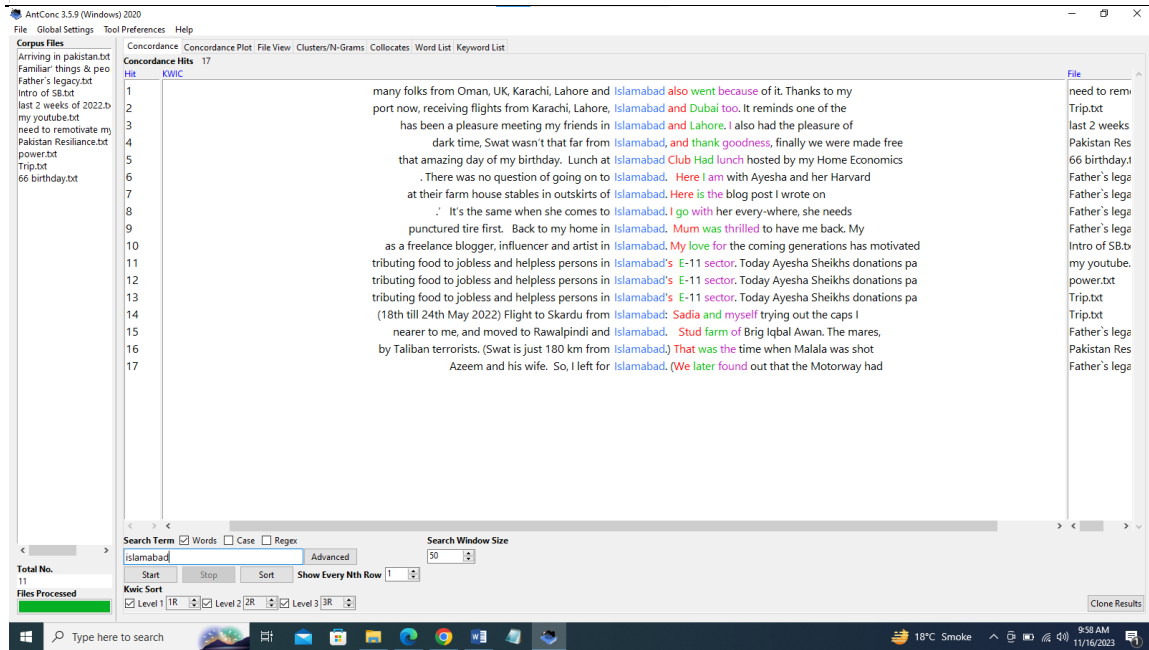 AntConc 3.5.9 (Windows) 2020
File Global Settings Tool Preferences Help
Corpus Files
Arriving in pakistan.txt
Familiar' things & peo
Father`s legacy.txt
Intro of SB.txt
last 2 weeks of 2022.tx
my youtube.txt
need to remotivate my
Pakistan Resiliance.txt
power.txt
Trip.txt
66 birthday.txt
Concordance Concordance Plot File View Clusters/N-Grams Collocates Word List Keyword List
Concordance Hits 17
Hit KWIC File
1 many folks from Oman, UK, Karachi, Lahore and Islamabad also went because of it. Thanks to my need to remo
2 port now, receiving flights from Karachi, Lahore, Islamabad and Dubai too. It reminds one of the Trip.txt
3 has been a pleasure meeting my friends in Islamabad and Lahore. I also had the pleasure of last 2 weeks
4 dark time, Swat wasn't that far from Islamabad, and thank goodness, finally we were made free Pakistan Res
5 that amazing day of my birthday. Lunch at Islamabad Club Had lunch hosted by my Home Economics 66 birthday.t
6 . There was no question of going on to Islamabad. Here I am with Ayesha and her Harvard Father`s lega
7 at their farm house stables in outskirts of Islamabad. Here is the blog post I wrote on Father`s lega
8 .' It's the same when she comes to Islamabad. I go with her every-where, she needs Father`s lega
9 punctured tire first. Back to my home in Islamabad. Mum was thrilled to have me back. My Father`s lega
10 as a freelance blogger, influencer and artist in Islamabad. My love for the coming generations has motivated Intro of SB.tx
11 tributing food to jobless and helpless persons in Islamabad's E-11 sector. Today Ayesha Sheikhs donations pa my youtube.
12 tributing food to jobless and helpless persons in Islamabad's E-11 sector. Today Ayesha Sheikhs donations pa power.txt
13 tributing food to jobless and helpless persons in Islamabad's E-11 sector. Today Ayesha Sheikhs donations pa Trip.txt
14 (18th till 24th May 2022) Flight to Skardu from Islamabad: Sadia and myself trying out the caps I Trip.txt
15 nearer to me, and moved to Rawalpindi and Islamabad. Stud farm of Brig Iqbal Awan. The mares, Father`s lega
16 by Taliban terrorists. (Swat is just 180 km from Islamabad.) That was the time when Malala was shot Pakistan Res
17 Azeem and his wife. So, I left for Islamabad. (We later found out that the Motorway had Father`s lega
Search Term Words Case Regex Search Window Size
islamabad Advanced 50
Start Stop Sort Show Every Nth Row 1
Kwic Sort
Level 1 1R Level 2 2R Level 3 3R Clone Results
Total No.
11
Files Processed
Type here to search
18°C Smoke
9:58 AM
11/16/2023